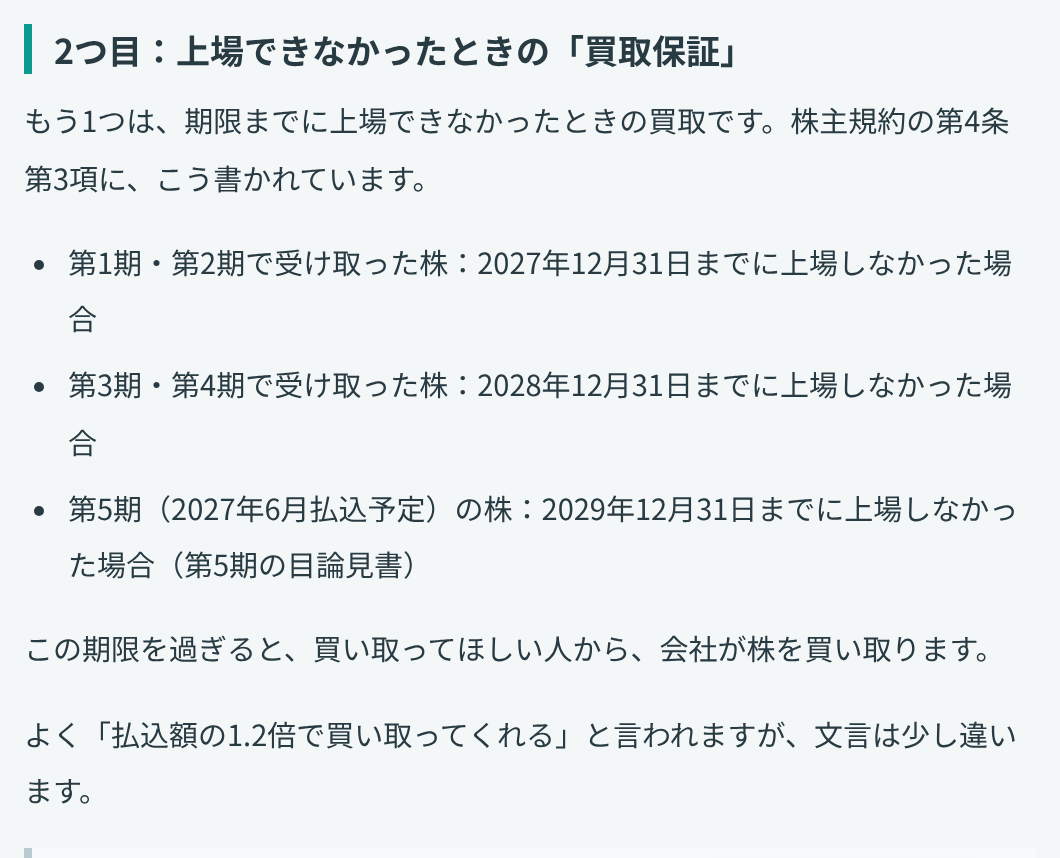 2つ目：上場できなかったときの「買取保証」
もう1つは、期限までに上場できなかったときの買取です。株主規約の第4条
第3項に、こう書かれています。
• 第1期・第2期で受け取った株：2027年12月31日までに上場しなかった場
合
• 第3期・第4期で受け取った株：2028年12月31日までに上場しなかった場
合
• 第5期（2027年6月払込予定）の株：2029年12月31日までに上場しなかっ
た場合（第5期の目論見書）
この期限を過ぎると、買い取ってほしい人から、会社が株を買い取ります。
よく「払込額の1.2倍で買い取ってくれる」と言われますが、文言は少し違い
ます。